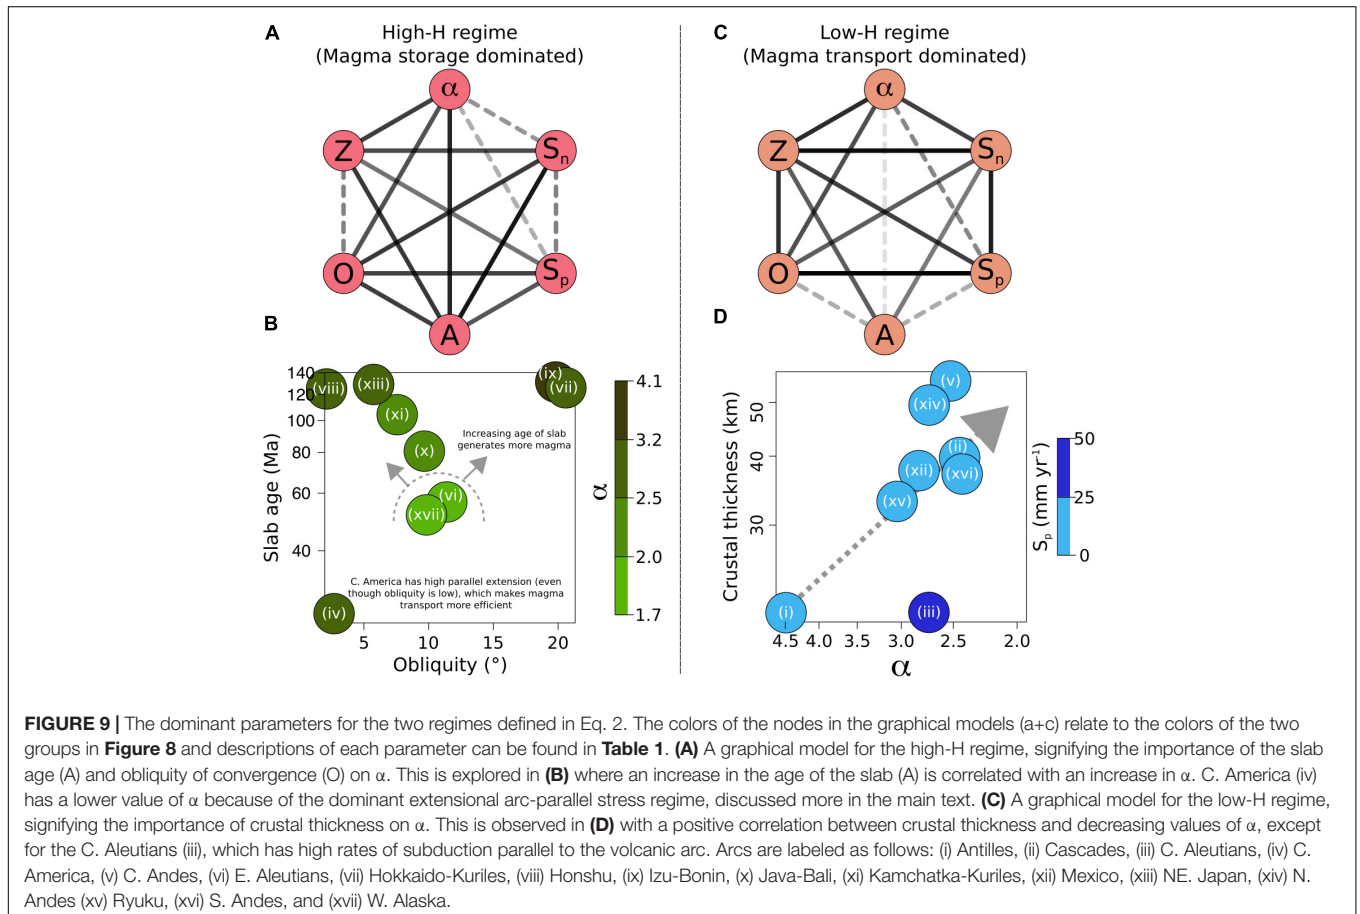 A
High-H regime
(Magma storage dominated)
α
Z
Sn
O
Sp
A
B
Slab age (Ma)
140
120
100
80
60
40
(viii)
(xiii)
(xi)
(x)
(vi)
(xvii)
(iv)
(ix)
(vii)
Increasing age of slab
generates more magma
C. America has high parallel extension (even
though obliquity is low), which makes magma
transport more efficient
5 10 15 20
Obliquity (°)
α
4.1
3.2
2.5
2.0
1.7
C
Low-H regime
(Magma transport dominated)
α
Z
Sn
O
Sp
A
D
Crustal thickness (km)
50
40
30
(v)
(xiv)
(ii)
(xii)
(xvi)
(xv)
(i)
(iii)
4.5 4.0 3.5 3.0 2.5 2.0
α
Sp (mm yr⁻¹)
50
25
0
FIGURE 9 | The dominant parameters for the two regimes defined in Eq. 2. The colors of the nodes in the graphical models (a+c) relate to the colors of the two
groups in Figure 8 and descriptions of each parameter can be found in Table 1. (A) A graphical model for the high-H regime, signifying the importance of the slab
age (A) and obliquity of convergence (O) on α. This is explored in (B) where an increase in the age of the slab (A) is correlated with an increase in α. C. America (iv)
has a lower value of α because of the dominant extensional arc-parallel stress regime, discussed more in the main text. (C) A graphical model for the low-H regime,
signifying the importance of crustal thickness on α. This is observed in (D) with a positive correlation between crustal thickness and decreasing values of α, except
for the C. Aleutians (iii), which has high rates of subduction parallel to the volcanic arc. Arcs are labeled as follows: (i) Antilles, (ii) Cascades, (iii) C. Aleutians, (iv) C.
America, (v) C. Andes, (vi) E. Aleutians, (vii) Hokkaido-Kuriles, (viii) Honshu, (ix) Izu-Bonin, (x) Java-Bali, (xi) Kamchatka-Kuriles, (xii) Mexico, (xiii) NE. Japan, (xiv) N.
Andes (xv) Ryuku, (xvi) S. Andes, and (xvii) W. Alaska.